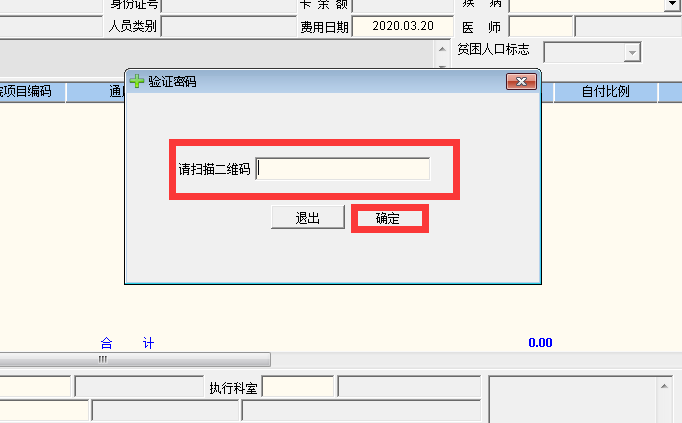 身份证号 卡 余 额 疾 病
人员类别 费用日期 2020.03.20 医 师
贫困人口标志
项目编码 自付比例
验证密码
请扫描二维码
退出 确定
合 计 0.00
执行科室